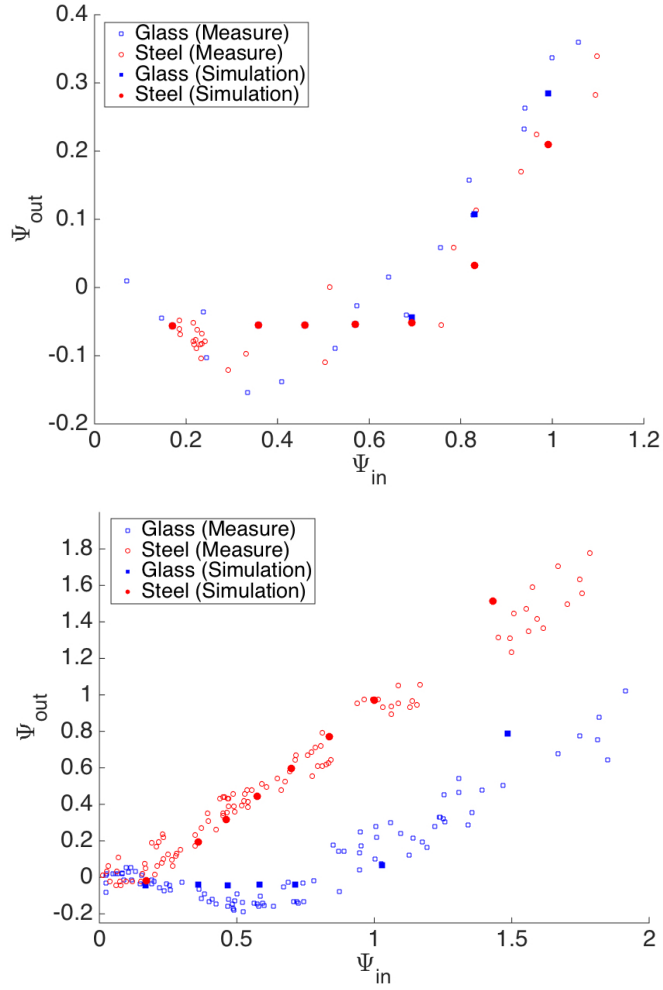 0.4
Glass (Measure)
Steel (Measure)
Glass (Simulation)
Steel (Simulation)
0.3
0.2
Ψout
0.1
0
-0.1
-0.2
0 0.2 0.4 0.6 0.8 1 1.2
Ψin
Glass (Measure)
Steel (Measure)
Glass (Simulation)
Steel (Simulation)
1.8
1.6
1.4
1.2
Ψout
1
0.8
0.6
0.4
0.2
0
-0.2
0 0.5 1 1.5 2
Ψin